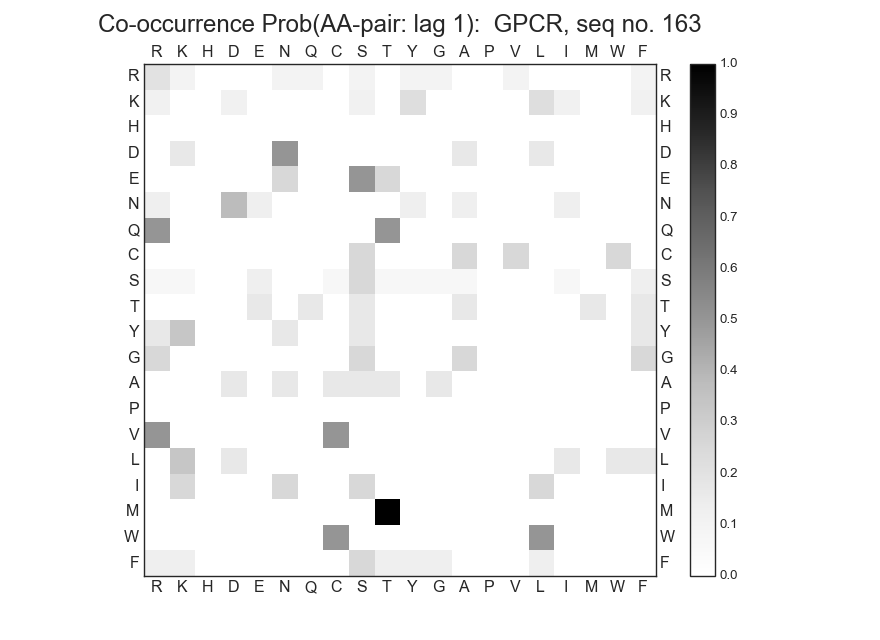 Co-occurrence Prob(AA-pair: lag 1):  GPCR, seq no. 163
R K H D E N Q C S T Y G A P V L I M W F
R R
K K
H H
D D
E E
N N
Q Q
C C
S S
T T
Y Y
G G
A A
P P
V V
L L
I I
M M
W W
F F
R K H D E N Q C S T Y G A P V L I M W F
1.0
0.9
0.8
0.7
0.6
0.5
0.4
0.3
0.2
0.1
0.0